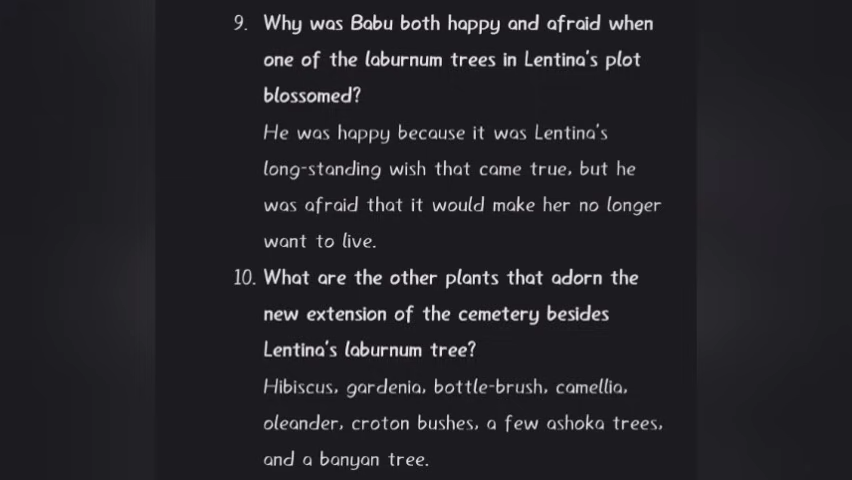 9. Why was Babu both happy and afraid when
one of the laburnum trees in Lentina's plot
blossomed?
He was happy because it was Lentina's
long-standing wish that came true, but he
was afraid that it would make her no longer
want to live.
10. What are the other plants that adorn the
new extension of the cemetery besides
Lentina's laburnum tree?
Hibiscus, gardenia, bottle-brush, camellia,
oleander, croton bushes, a few ashoka trees,
and a banyan tree.